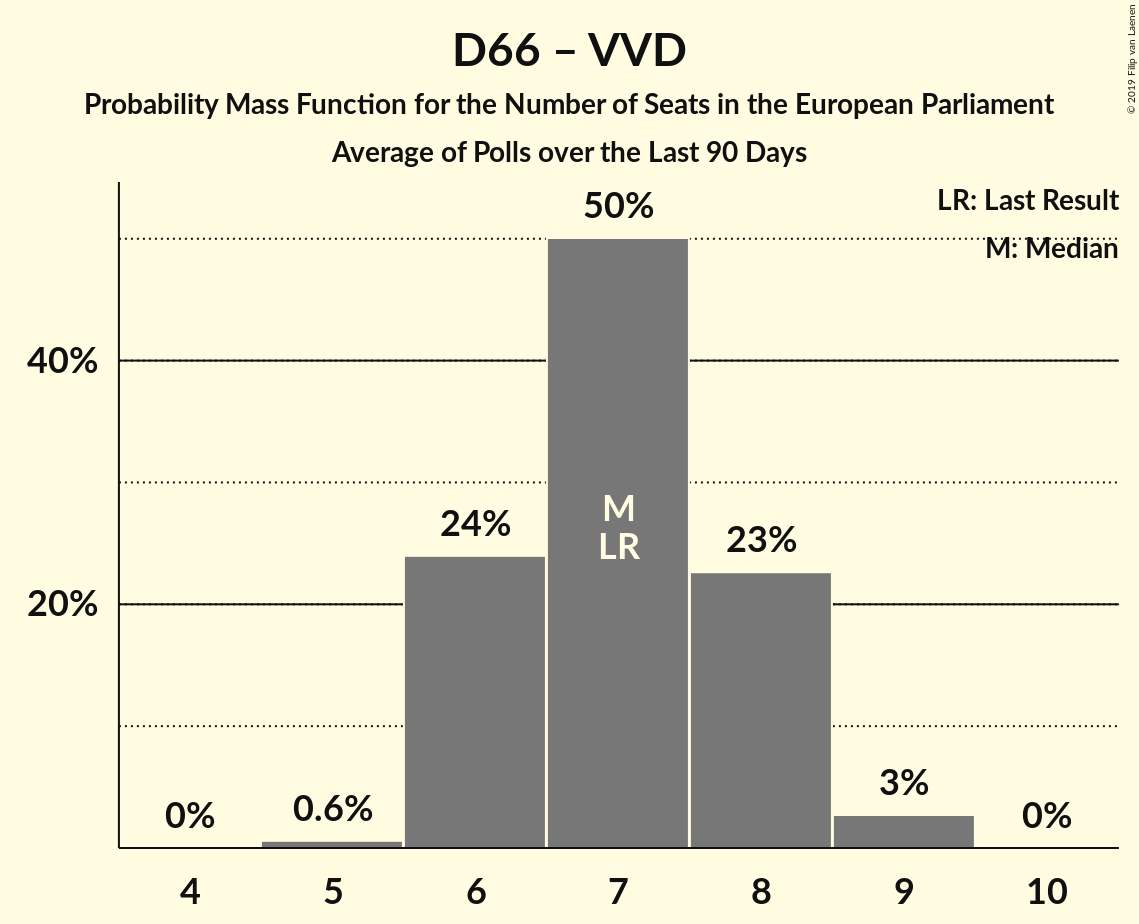 D66 – VVD
Probability Mass Function for the Number of Seats in the European Parliament
Average of Polls over the Last 90 Days
© 2019 Filip van Laenen
LR: Last Result
M: Median
50%
40%
24%
M
LR
23%
20%
0%
0.6%
3%
0%
4 5 6 7 8 9 10